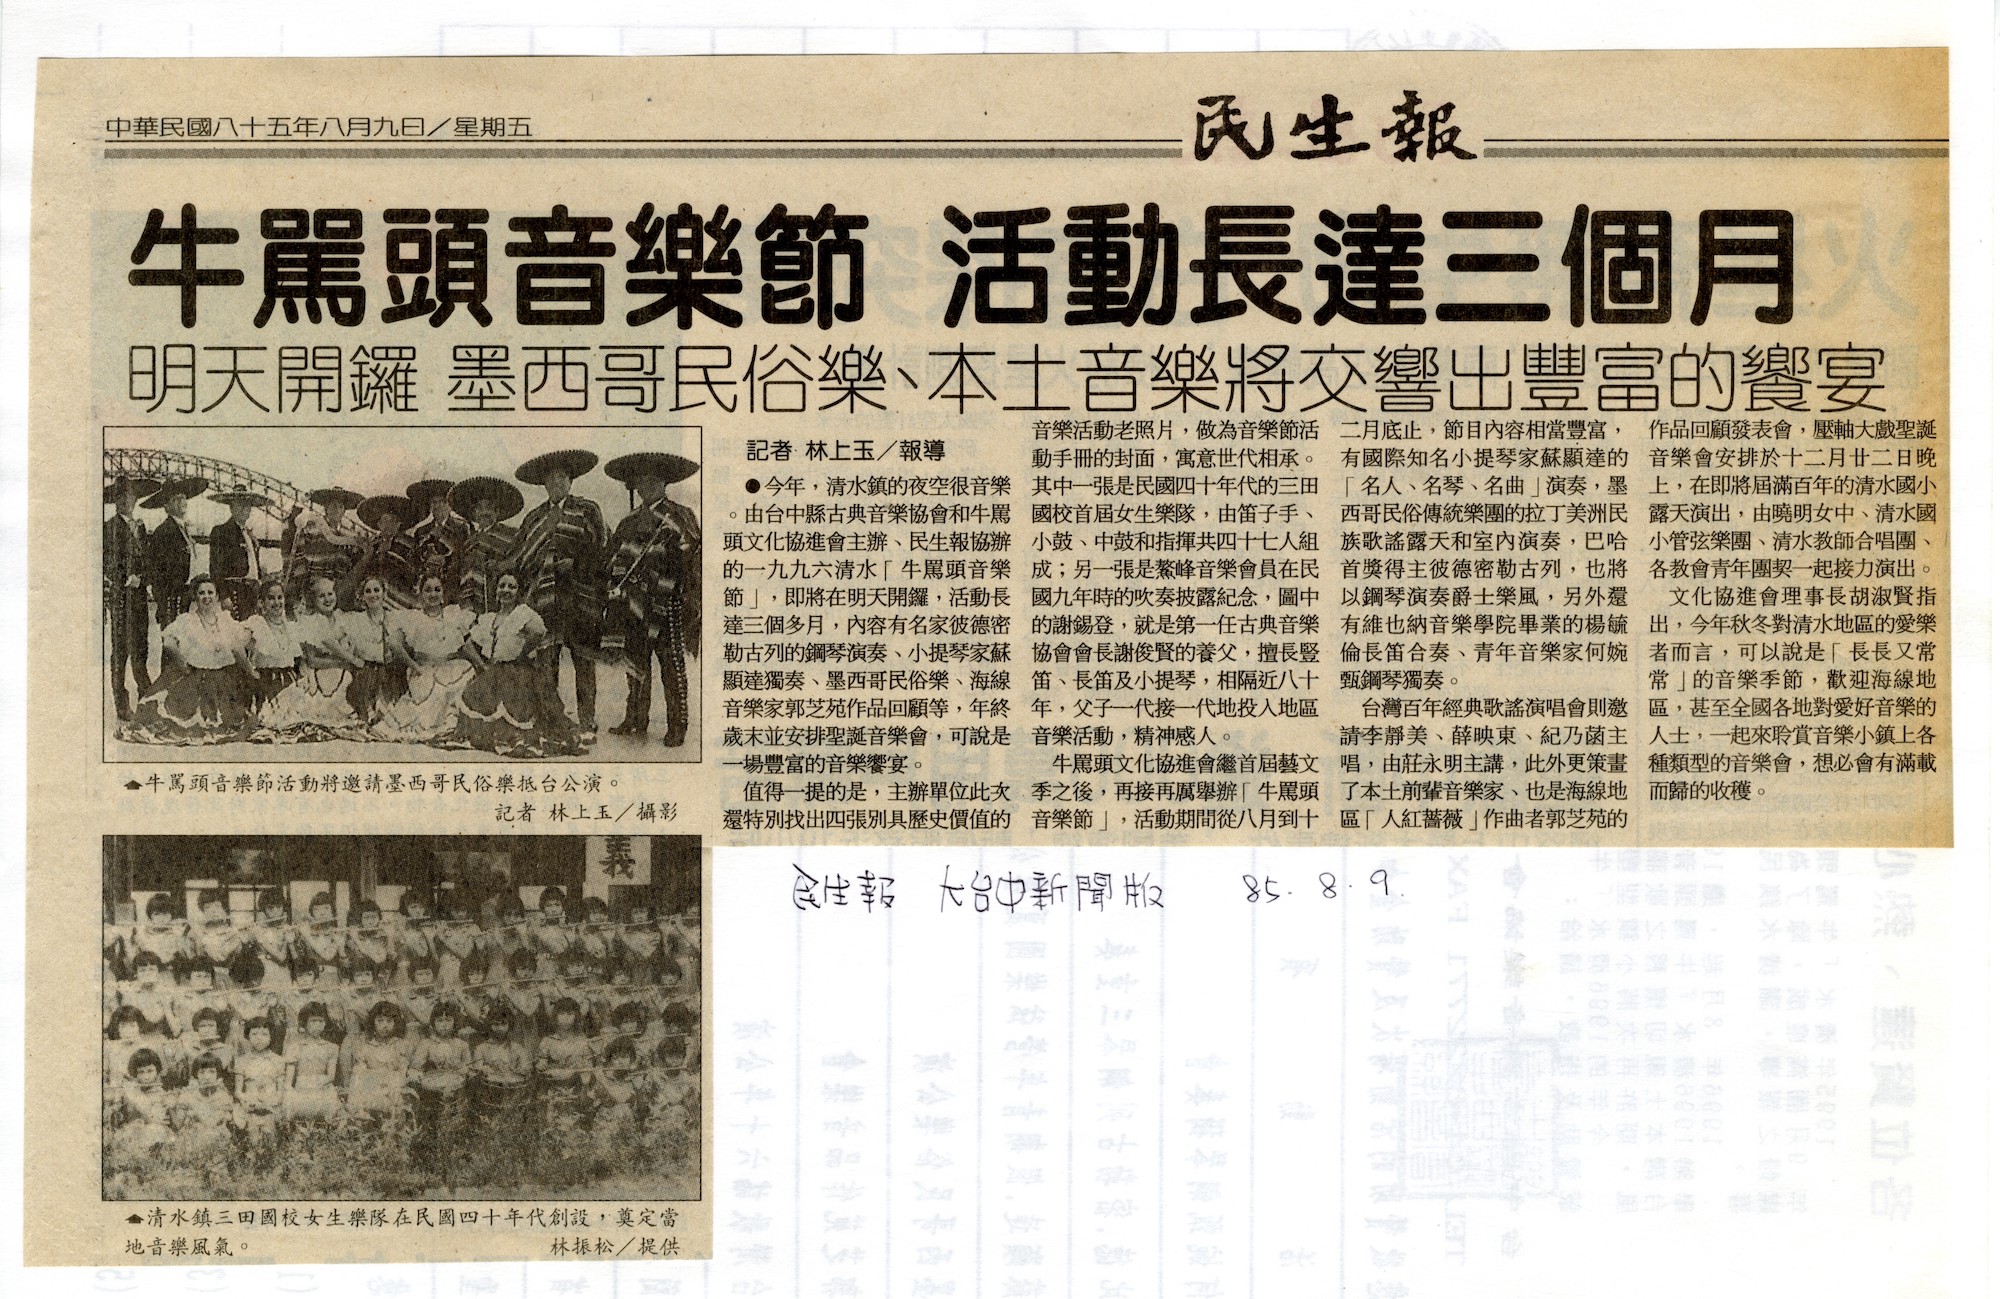 中華民國八十五年八月九日／星期五
民生報
牛罵頭音樂節 活動長達三個月
明天開鑼 墨西哥民俗樂、本土音樂將交響出豐富的饗宴
記者 林上玉／報導
●今年，清水鎮的夜空很音樂
。由台中縣古典音樂協會和牛罵
頭文化協進會主辦、民生報協辦
的一九九六清水「牛罵頭音樂
節」，即將在明天開鑼，活動長
達三個多月，內容有名家彼德密
勒古列的鋼琴演奏、小提琴家蘇
顯達獨奏、墨西哥民俗樂、海線
音樂家郭芝苑作品回顧等，年終
歲末並安排聖誕音樂會，可說是
一場豐富的音樂饗宴。
值得一提的是，主辦單位此次
還特別找出四張別具歷史價值的
音樂活動老照片，做為音樂節活
動手冊的封面，寓意世代相承。
其中一張是民國四十年代的三田
國校首屆女生樂隊，由笛子手、
小鼓、中鼓和指揮共四十七人組
成；另一張是鰲峰音樂會員在民
國九年時的吹奏披露紀念，圖中
的謝錫登，就是第一任古典音樂
協會會長謝俊賢的養父，擅長豎
笛、長笛及小提琴，相隔近八十
年，父子一代接一代地投入地區
音樂活動，精神感人。
牛罵頭文化協進會繼首屆藝文
季之後，再接再厲舉辦「牛罵頭
音樂節」，活動期間從八月到十
二月底止，節目內容相當豐富，
有國際知名小提琴家蘇顯達的
「名人、名琴、名曲」演奏，墨
西哥民俗傳統樂團的拉丁美洲民
族歌謠露天和室內演奏，巴哈
首獎得主彼德密勒古列，也將
以鋼琴演奏爵士樂風，另外還
有維也納音樂學院畢業的楊毓
倫長笛合奏、青年音樂家何婉
甄鋼琴獨奏。
台灣百年經典歌謠演唱會則邀
請李靜美、薛映東、紀乃菡主
唱，由莊永明主講，此外更策畫
了本土前輩音樂家、也是海線地
區「人紅薔薇」作曲者郭芝苑的
作品回顧發表會，壓軸大戲聖誕
音樂會安排於十二月廿二日晚
上，在即將屆滿百年的清水國小
露天演出，由曉明女中、清水國
小管弦樂團、清水教師合唱團、
各教會青年團契一起接力演出。
文化協進會理事長胡淑賢指
出，今年秋冬對清水地區的愛樂
者而言，可以說是「長長又常
常」的音樂季節，歡迎海線地
區，甚至全國各地對愛好音樂的
人士，一起來聆賞音樂小鎮上各
種類型的音樂會，想必會有滿載
而歸的收穫。
牛罵頭音樂節活動將邀請墨西哥民俗樂抵台公演。
記者 林上玉／攝影
義
清水鎮三田國校女生樂隊在民國四十年代創設，奠定當
地音樂風氣。 林振松／提供
民生報 大台中新聞版 85.8.9.